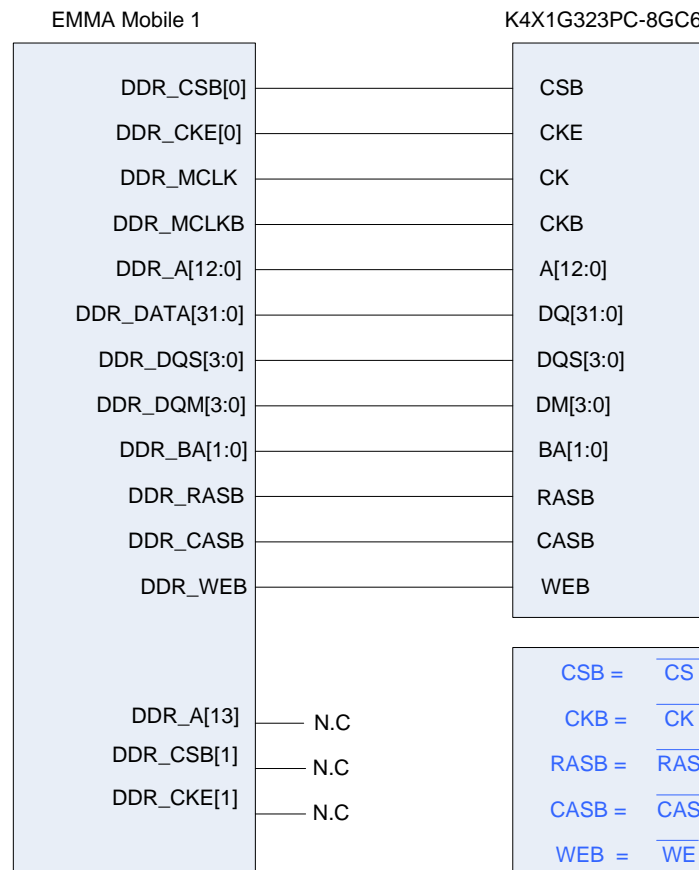 EMMA Mobile 1 K4X1G323PC-8GC6
DDR_CSB[0] CSB
DDR_CKE[0] CKE
DDR_MCLK CK
DDR_MCLKB CKB
DDR_A[12:0] A[12:0]
DDR_DATA[31:0] DQ[31:0]
DDR_DQS[3:0] DQS[3:0]
DDR_DQM[3:0] DM[3:0]
DDR_BA[1:0] BA[1:0]
DDR_RASB RASB
DDR_CASB CASB
DDR_WEB WEB
DDR_A[13] N.C
DDR_CSB[1] N.C
DDR_CKE[1] N.C
CSB = CS
CKB = CK
RASB = RAS
CASB = CAS
WEB = WE